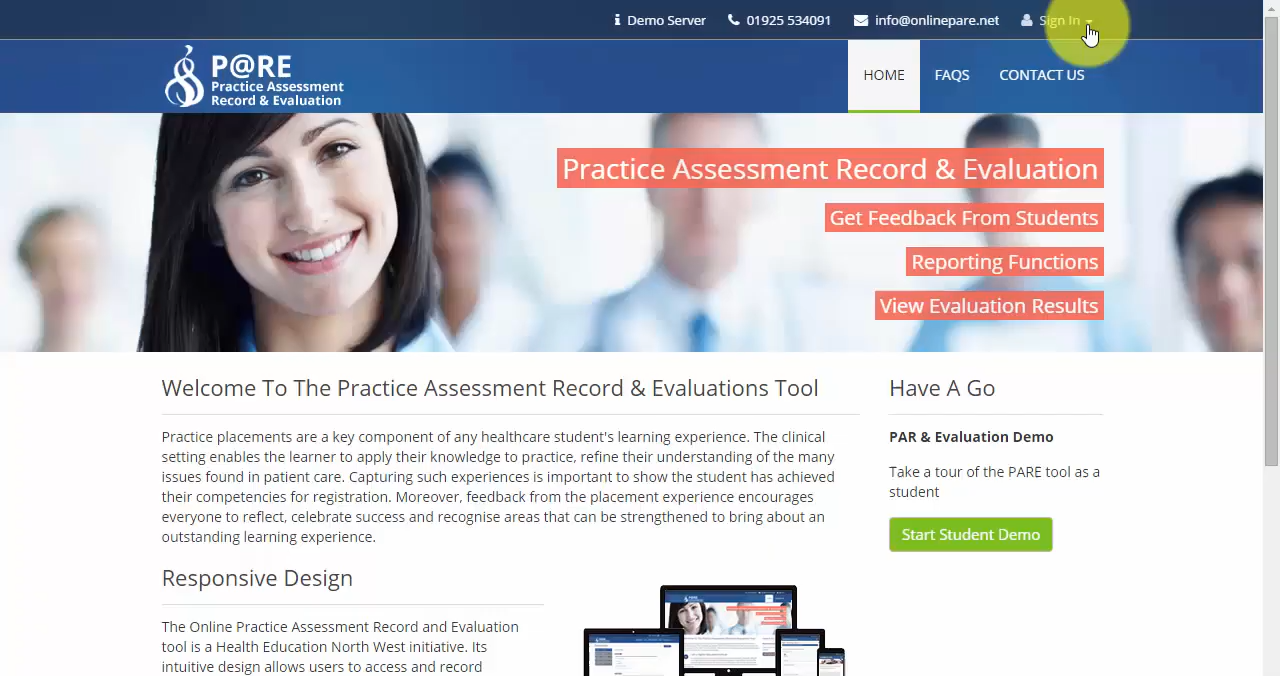 Demo Server 01925 534091 info@onlinepare.net Sign In
P@RE
Practice Assessment
Record & Evaluation
HOME FAQS CONTACT US
Practice Assessment Record & Evaluation
Get Feedback From Students
Reporting Functions
View Evaluation Results
Welcome To The Practice Assessment Record & Evaluations Tool
Practice placements are a key component of any healthcare student's learning experience. The clinical
setting enables the learner to apply their knowledge to practice, refine their understanding of the many
issues found in patient care. Capturing such experiences is important to show the student has achieved
their competencies for registration. Moreover, feedback from the placement experience encourages
everyone to reflect, celebrate success and recognise areas that can be strengthened to bring about an
outstanding learning experience.
Have A Go
PAR & Evaluation Demo
Take a tour of the PARE tool as a
student
Start Student Demo
Responsive Design
The Online Practice Assessment Record and Evaluation
tool is a Health Education North West initiative. Its
intuitive design allows users to access and record